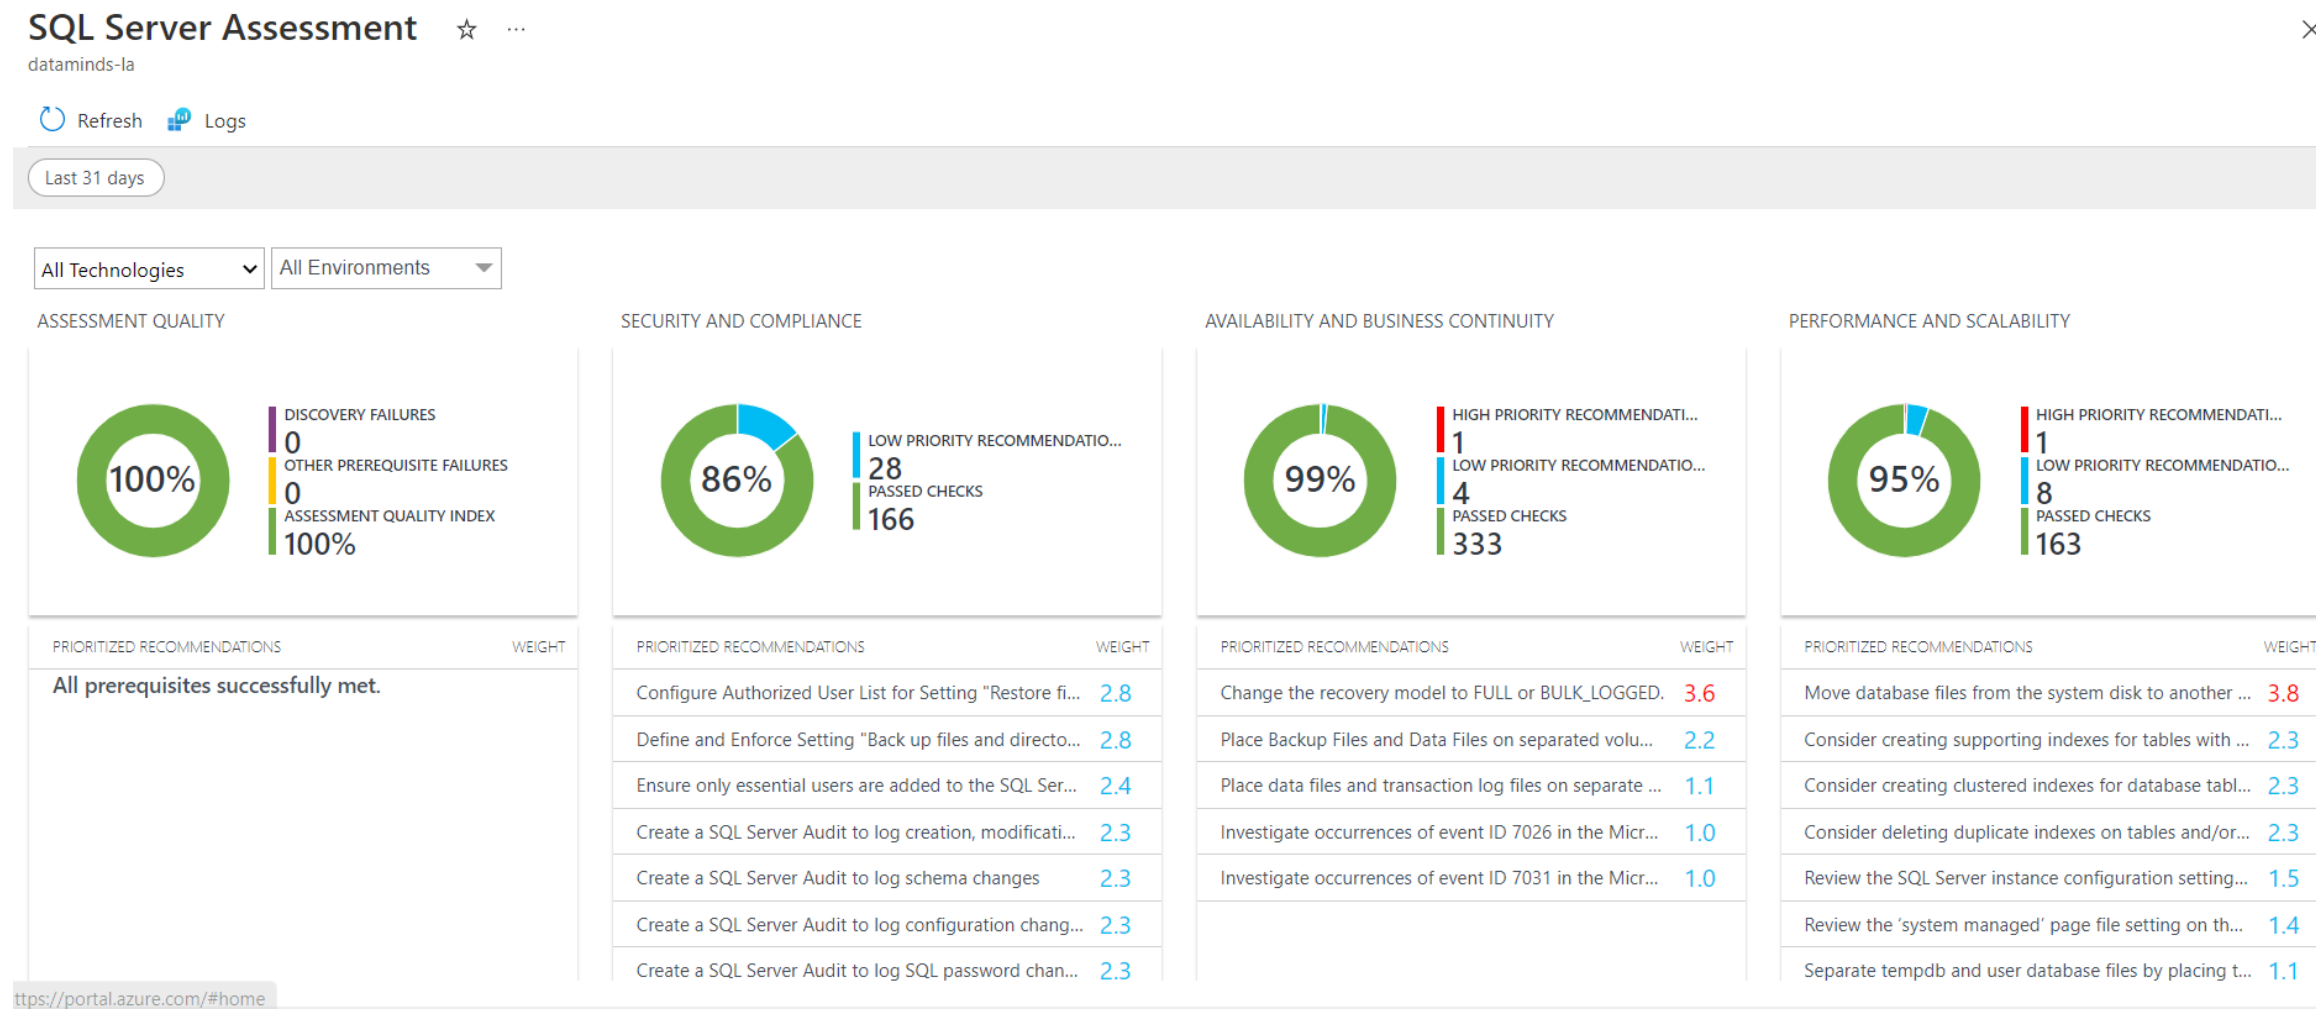 SQL Server Assessment
dataminds-la
Refresh Logs
Last 31 days
All Technologies All Environments
ASSESSMENT QUALITY
100%
DISCOVERY FAILURES
0
OTHER PREREQUISITE FAILURES
0
ASSESSMENT QUALITY INDEX
100%
PRIORITIZED RECOMMENDATIONS WEIGHT
All prerequisites successfully met.
SECURITY AND COMPLIANCE
86%
LOW PRIORITY RECOMMENDATIO...
28
PASSED CHECKS
166
PRIORITIZED RECOMMENDATIONS WEIGHT
Configure Authorized User List for Setting "Restore fi... 2.8
Define and Enforce Setting "Back up files and directo... 2.8
Ensure only essential users are added to the SQL Ser... 2.4
Create a SQL Server Audit to log creation, modificati... 2.3
Create a SQL Server Audit to log schema changes 2.3
Create a SQL Server Audit to log configuration chang... 2.3
Create a SQL Server Audit to log SQL password chan... 2.3
AVAILABILITY AND BUSINESS CONTINUITY
99%
HIGH PRIORITY RECOMMENDATI...
1
LOW PRIORITY RECOMMENDATIO...
4
PASSED CHECKS
333
PRIORITIZED RECOMMENDATIONS WEIGHT
Change the recovery model to FULL or BULK_LOGGED. 3.6
Place Backup Files and Data Files on separated volu... 2.2
Place data files and transaction log files on separate ... 1.1
Investigate occurrences of event ID 7026 in the Micr... 1.0
Investigate occurrences of event ID 7031 in the Micr... 1.0
PERFORMANCE AND SCALABILITY
95%
HIGH PRIORITY RECOMMENDATI...
1
LOW PRIORITY RECOMMENDATIO...
8
PASSED CHECKS
163
PRIORITIZED RECOMMENDATIONS WEIGHT
Move database files from the system disk to another ... 3.8
Consider creating supporting indexes for tables with ... 2.3
Consider creating clustered indexes for database tabl... 2.3
Consider deleting duplicate indexes on tables and/or... 2.3
Review the SQL Server instance configuration setting... 1.5
Review the ‘system managed’ page file setting on th... 1.4
Separate tempdb and user database files by placing t... 1.1
ttps://portal.azure.com/#home